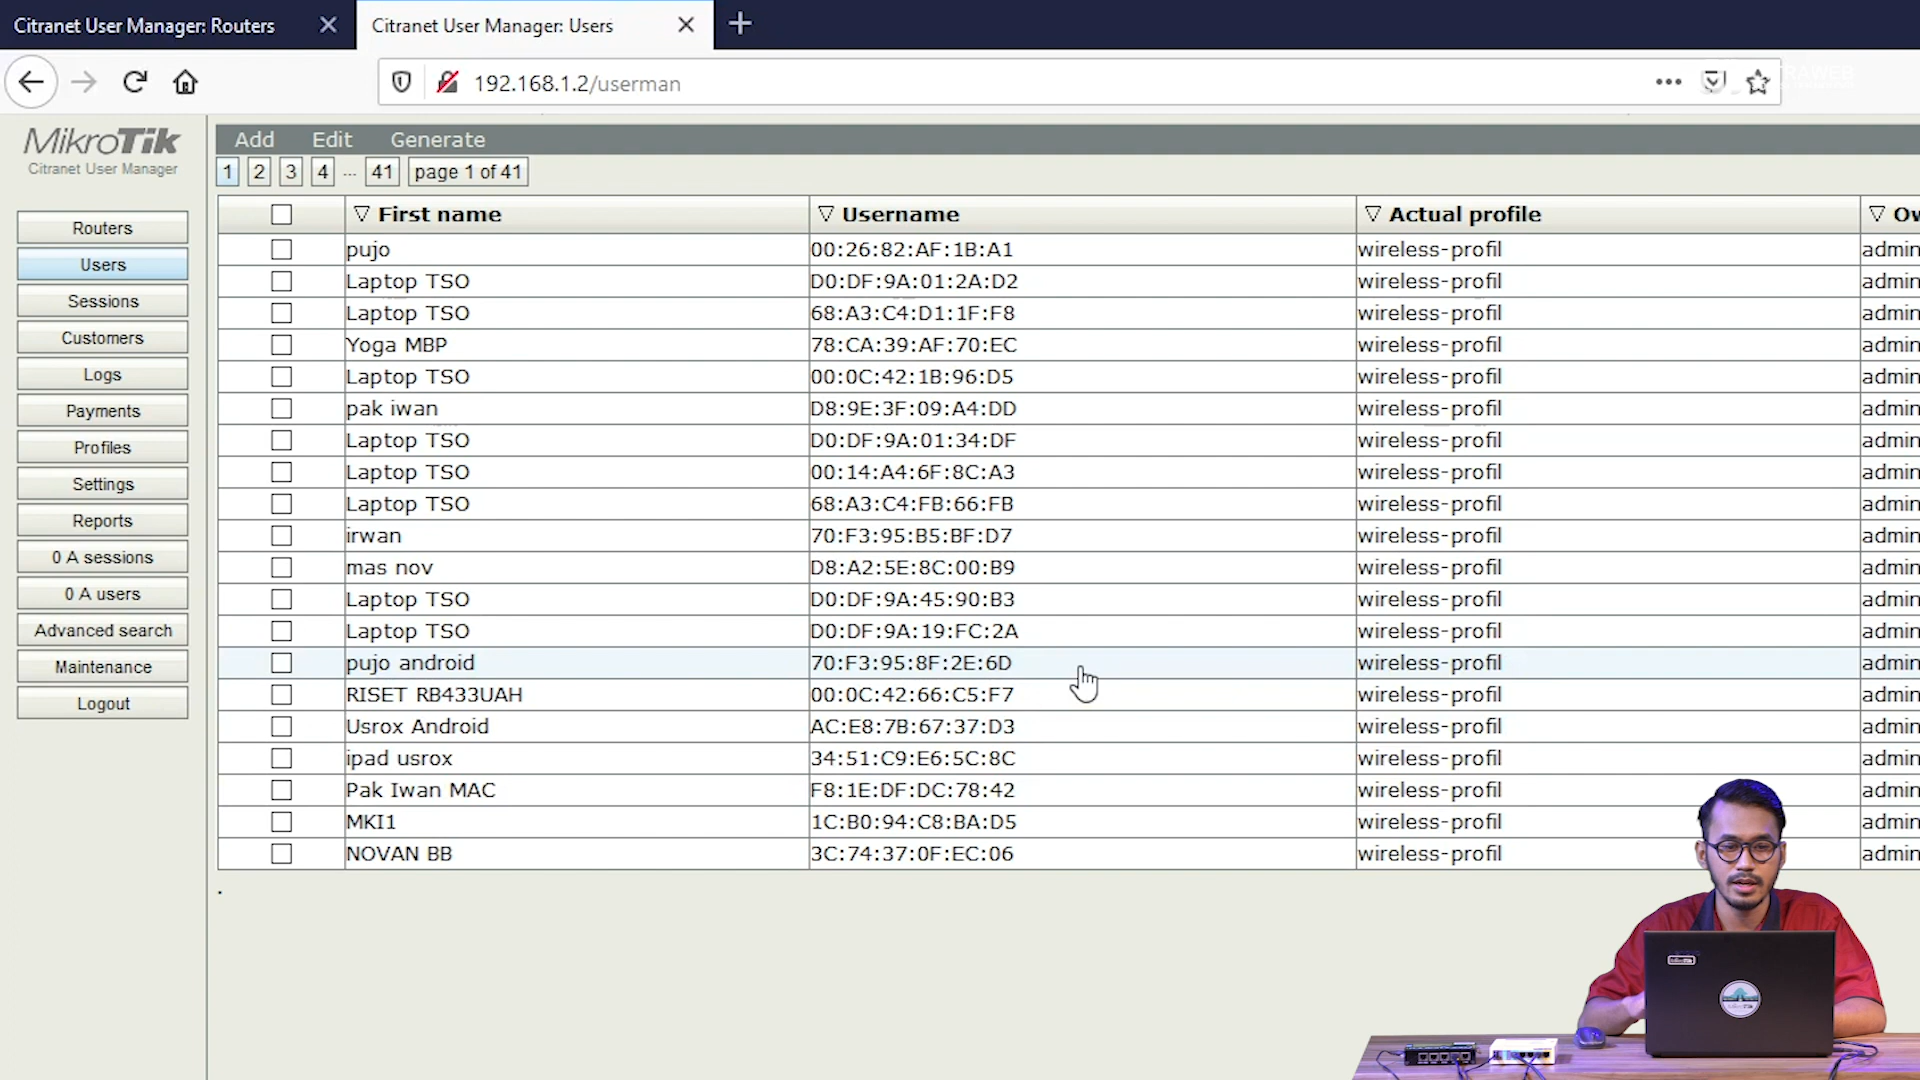 Citranet User Manager: Routers
Citranet User Manager: Users
192.168.1.2/userman
MikroTik
Citranet User Manager
Routers
Users
Sessions
Customers
Logs
Payments
Profiles
Settings
Reports
0 A sessions
0 A users
Advanced search
Maintenance
Logout
Add Edit Generate
1 2 3 4 ... 41 page 1 of 41
First name Username Actual profile Ow
pujo 00:26:82:AF:1B:A1 wireless-profil admin
Laptop TSO D0:DF:9A:01:2A:D2 wireless-profil admin
Laptop TSO 68:A3:C4:D1:1F:F8 wireless-profil admin
Yoga MBP 78:CA:39:AF:70:EC wireless-profil admin
Laptop TSO 00:0C:42:1B:96:D5 wireless-profil admin
pak iwan D8:9E:3F:09:A4:DD wireless-profil admin
Laptop TSO D0:DF:9A:01:34:DF wireless-profil admin
Laptop TSO 00:14:A4:6F:8C:A3 wireless-profil admin
Laptop TSO 68:A3:C4:FB:66:FB wireless-profil admin
irwan 70:F3:95:B5:BF:D7 wireless-profil admin
mas nov D8:A2:5E:8C:00:B9 wireless-profil admin
Laptop TSO D0:DF:9A:45:90:B3 wireless-profil admin
Laptop TSO D0:DF:9A:19:FC:2A wireless-profil admin
pujo android 70:F3:95:8F:2E:6D wireless-profil admin
RISET RB433UAH 00:0C:42:66:C5:F7 wireless-profil admin
Usrox Android AC:E8:7B:67:37:D3 wireless-profil admin
ipad usrox 34:51:C9:E6:5C:8C wireless-profil admin
Pak Iwan MAC F8:1E:DF:DC:78:42 wireless-profil admin
MKI1 1C:B0:94:C8:BA:D5 wireless-profil admin
NOVAN BB 3C:74:37:0F:EC:06 wireless-profil admin
.